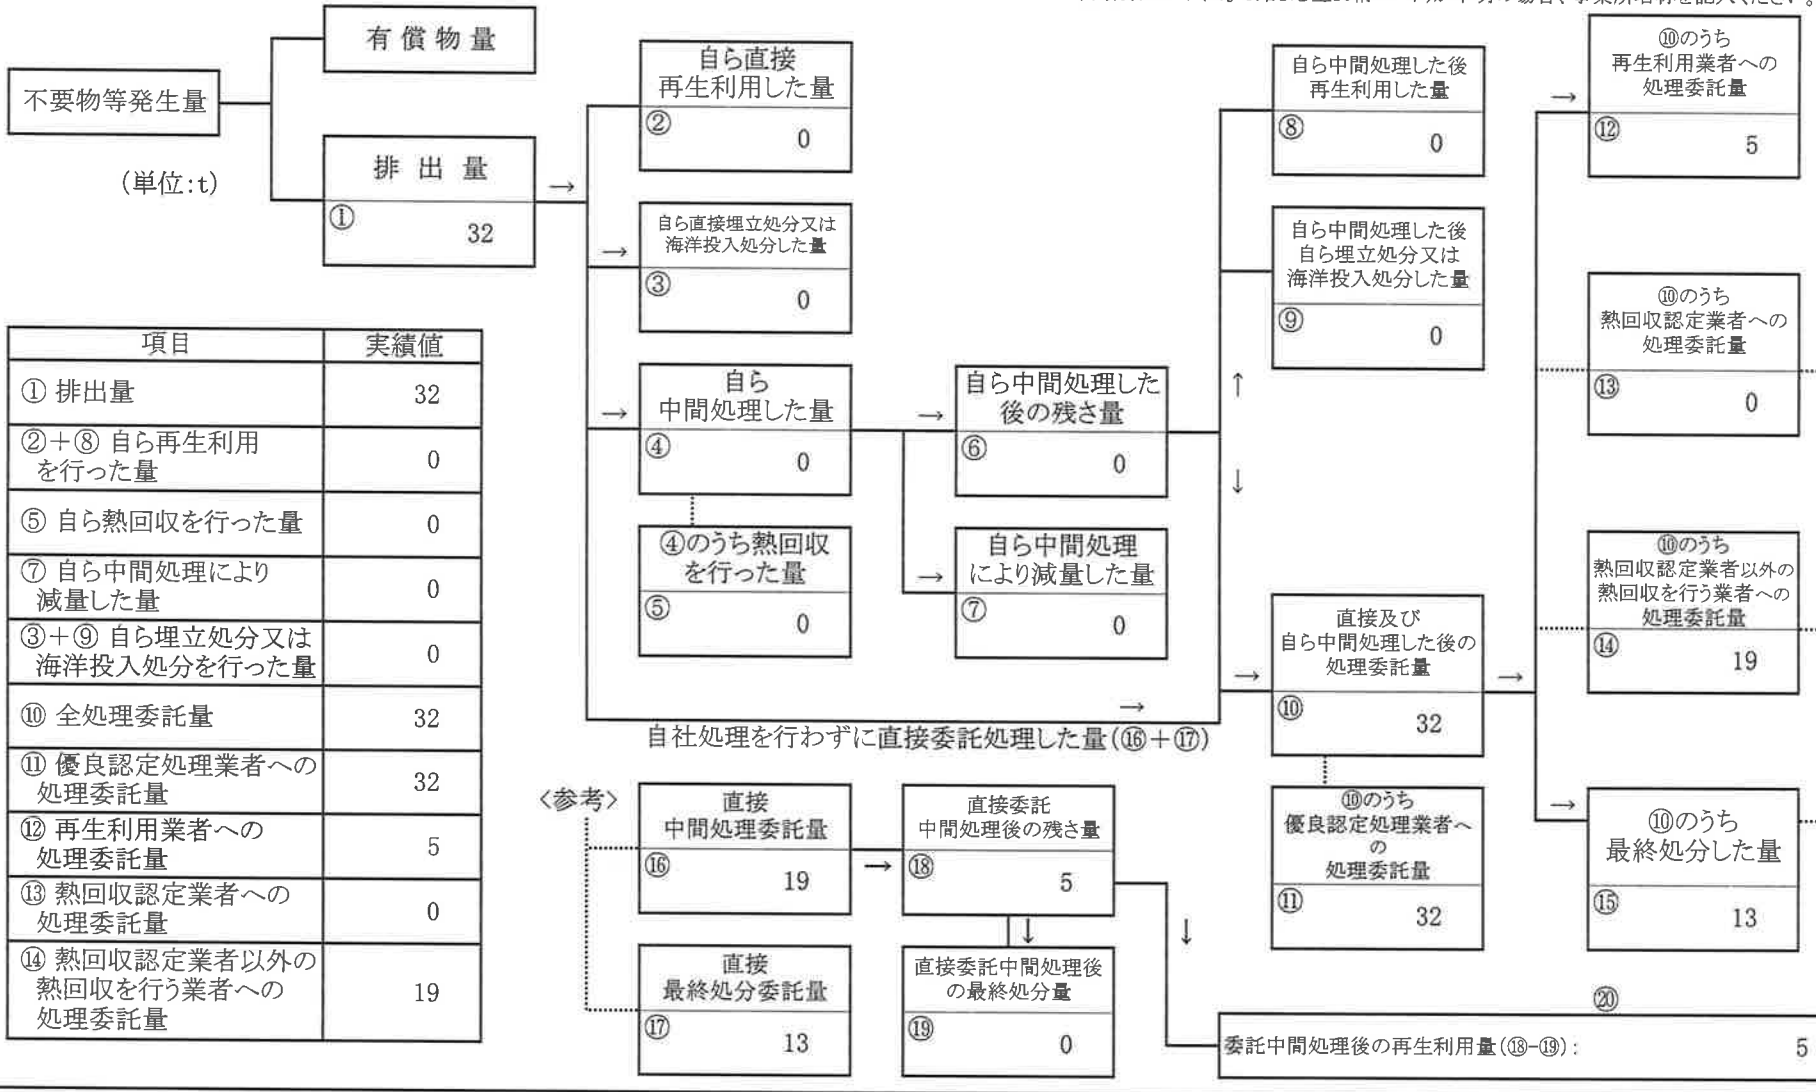 不要物等発生量
(単位:t)
有償物量
排出量
①
32
→
自ら直接
再生利用した量
②
0
→
自ら直接埋立処分又は
海洋投入処分した量
③
0
→
自ら
中間処理した量
④
0
④のうち熱回収
を行った量
⑤
0
→
自ら中間処理した
後の残さ量
⑥
0
→
自ら中間処理
により減量した量
⑦
0
↑
↓
自ら中間処理した後
再生利用した量
⑧
0
自ら中間処理した後
自ら埋立処分又は
海洋投入処分した量
⑨
0
→
自社処理を行わずに直接委託処理した量(⑯+⑰)
→
直接及び
自ら中間処理した後の
処理委託量
⑩
32
⑩のうち
優良認定処理業者へ
の
処理委託量
⑪
32
→
→
⑩のうち
再生利用業者への
処理委託量
⑫
5
⑩のうち
熱回収認定業者への
処理委託量
⑬
0
⑩のうち
熱回収認定業者以外の
熱回収を行う業者への
処理委託量
⑭
19
→
⑩のうち
最終処分した量
⑮
13
項目 実績値
① 排出量 32
②+⑧ 自ら再生利用
を行った量 0
⑤ 自ら熱回収を行った量 0
⑦ 自ら中間処理により
減量した量 0
③+⑨ 自ら埋立処分又は
海洋投入処分を行った量 0
⑩ 全処理委託量 32
⑪ 優良認定処理業者への
処理委託量 32
⑫ 再生利用業者への
処理委託量 5
⑬ 熱回収認定業者への
処理委託量 0
⑭ 熱回収認定業者以外の
熱回収を行う業者への
処理委託量 19
<参考>
直接
中間処理委託量
⑯
19
→
直接委託
中間処理後の残さ量
⑱
5
↓
直接
最終処分委託量
⑰
13
直接委託中間処理後
の最終処分量
⑲
0
↓
⑳
委託中間処理後の再生利用量(⑱-⑲): 5